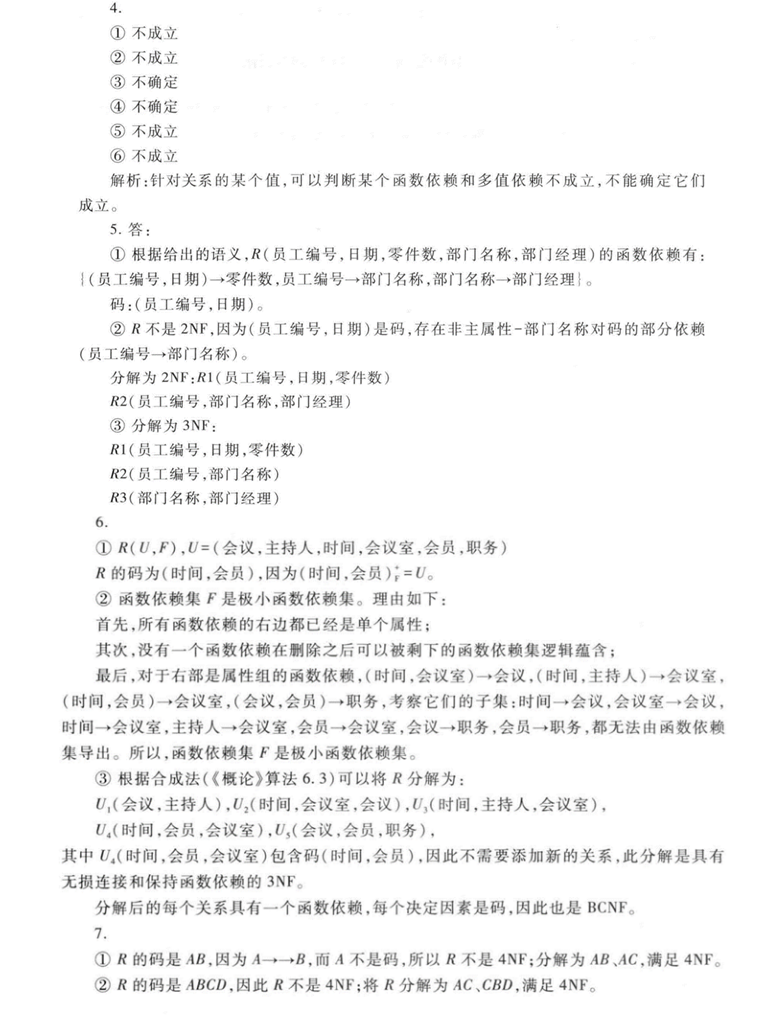 4.
① 不成立
② 不成立
③ 不确定
④ 不确定
⑤ 不成立
⑥ 不成立
解析:针对关系的某个值,可以判断某个函数依赖和多值依赖不成立,不能确定它们
成立。
5. 答:
① 根据给出的语义,R(员工编号,日期,零件数,部门名称,部门经理)的函数依赖有:
{(员工编号,日期)→零件数,员工编号→部门名称,部门名称→部门经理}。
码:(员工编号,日期)。
② R 不是 2NF,因为(员工编号,日期)是码,存在非主属性-部门名称对码的部分依赖
(员工编号→部门名称)。
分解为 2NF:R1(员工编号,日期,零件数)
R2(员工编号,部门名称,部门经理)
③ 分解为 3NF:
R1(员工编号,日期,零件数)
R2(员工编号,部门名称)
R3(部门名称,部门经理)
6.
① R(U,F),U=(会议,主持人,时间,会议室,会员,职务)
R 的码为(时间,会员),因为(时间,会员)⁺F=U。
② 函数依赖集 F 是极小函数依赖集。理由如下:
首先,所有函数依赖的右边都已经是单个属性;
其次,没有一个函数依赖在删除之后可以被剩下的函数依赖集逻辑蕴含;
最后,对于右部是属性组的函数依赖,(时间,会议室)→会议,(时间,主持人)→会议室,
(时间,会员)→会议室,(会议,会员)→职务,考察它们的子集:时间→会议,会议室→会议,
时间→会议室,主持人→会议室,会员→会议室,会议→职务,会员→职务,都无法由函数依赖
集导出。所以,函数依赖集 F 是极小函数依赖集。
③ 根据合成法(《概论》算法 6.3)可以将 R 分解为:
U₁(会议,主持人),U₂(时间,会议室,会议),U₃(时间,主持人,会议室),
U₄(时间,会员,会议室),U₅(会议,会员,职务),
其中 U₄(时间,会员,会议室)包含码(时间,会员),因此不需要添加新的关系,此分解是具有
无损连接和保持函数依赖的 3NF。
分解后的每个关系具有一个函数依赖,每个决定因素是码,因此也是 BCNF。
7.
① R 的码是 AB,因为 A→→B,而 A 不是码,所以 R 不是 4NF;分解为 AB、AC,满足 4NF。
② R 的码是 ABCD,因此 R 不是 4NF;将 R 分解为 AC、CBD,满足 4NF。